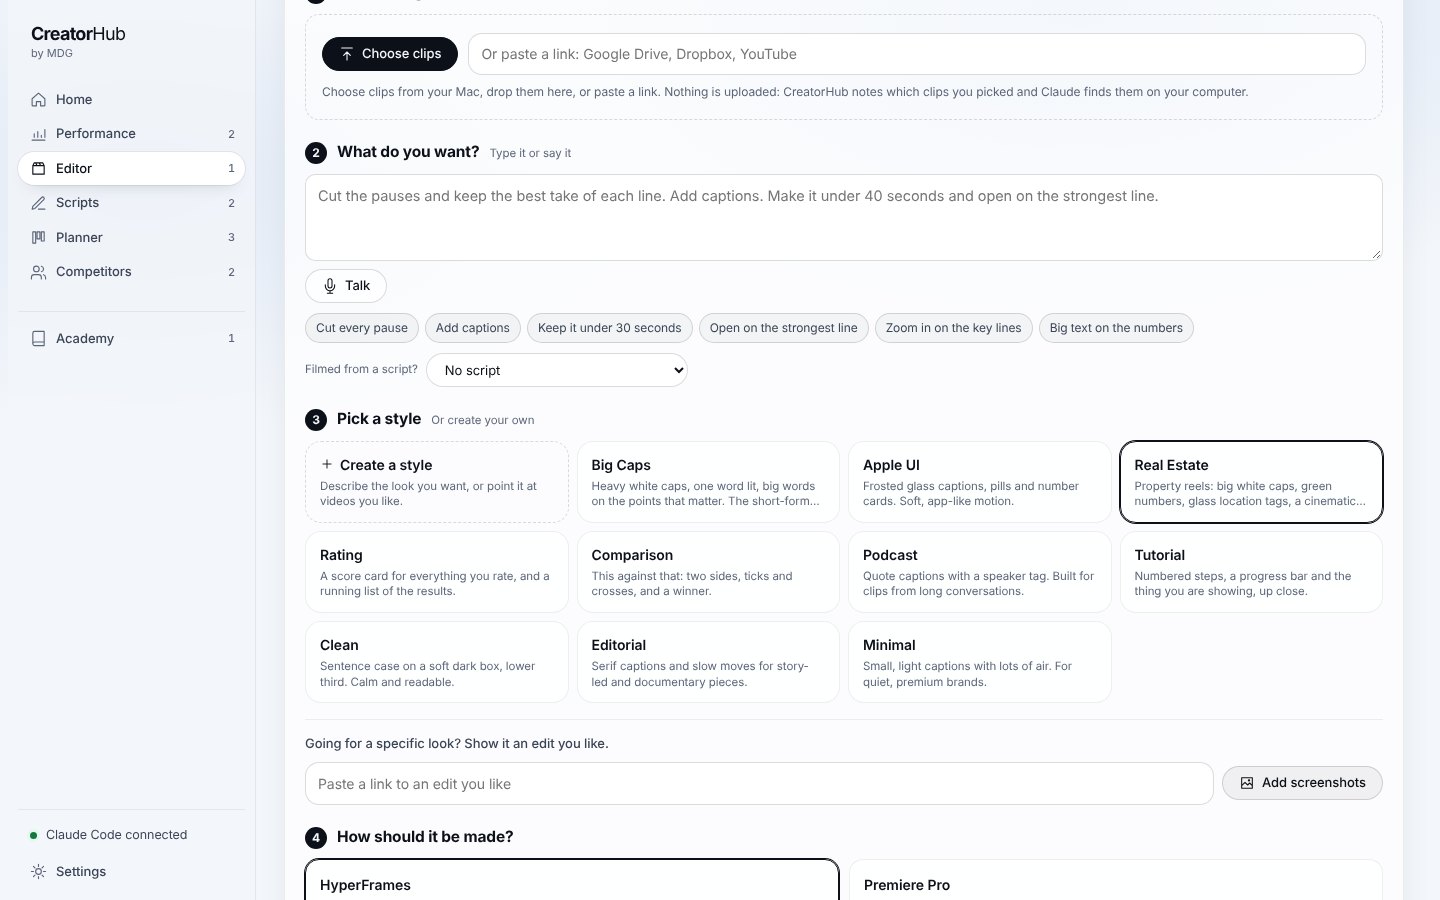 CreatorHub
by MDG
Home
Performance 2
Editor 1
Scripts 2
Planner 3
Competitors 2
Academy 1
Claude Code connected
Settings
Choose clips
Or paste a link: Google Drive, Dropbox, YouTube
Choose clips from your Mac, drop them here, or paste a link. Nothing is uploaded: CreatorHub notes which clips you picked and Claude finds them on your computer.
2 What do you want? Type it or say it
Cut the pauses and keep the best take of each line. Add captions. Make it under 40 seconds and open on the strongest line.
Talk
Cut every pause
Add captions
Keep it under 30 seconds
Open on the strongest line
Zoom in on the key lines
Big text on the numbers
Filmed from a script? No script
3 Pick a style Or create your own
+ Create a style
Describe the look you want, or point it at
videos you like.
Big Caps
Heavy white caps, one word lit, big words
on the points that matter. The short-form...
Apple UI
Frosted glass captions, pills and number
cards. Soft, app-like motion.
Real Estate
Property reels: big white caps, green
numbers, glass location tags, a cinematic...
Rating
A score card for everything you rate, and a
running list of the results.
Comparison
This against that: two sides, ticks and
crosses, and a winner.
Podcast
Quote captions with a speaker tag. Built for
clips from long conversations.
Tutorial
Numbered steps, a progress bar and the
thing you are showing, up close.
Clean
Sentence case on a soft dark box, lower
third. Calm and readable.
Editorial
Serif captions and slow moves for story-
led and documentary pieces.
Minimal
Small, light captions with lots of air. For
quiet, premium brands.
Going for a specific look? Show it an edit you like.
Paste a link to an edit you like
Add screenshots
4 How should it be made?
HyperFrames
Premiere Pro